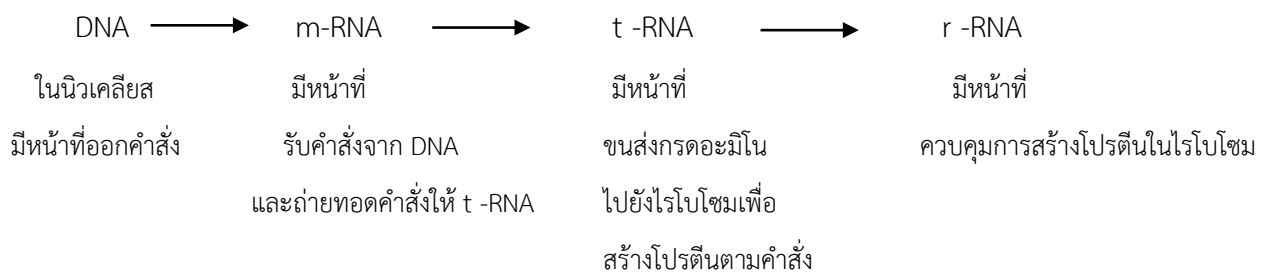 DNA m-RNA t -RNA r -RNA
ในนิวเคลียส มีหน้าที่ มีหน้าที่ มีหน้าที่
มีหน้าที่ออกคำสั่ง รับคำสั่งจาก DNA ขนส่งกรดอะมิโน ควบคุมการสร้างโปรตีนในไรโบโซม
และถ่ายทอดคำสั่งให้ t -RNA ไปยังไรโบโซมเพื่อ
สร้างโปรตีนตามคำสั่ง